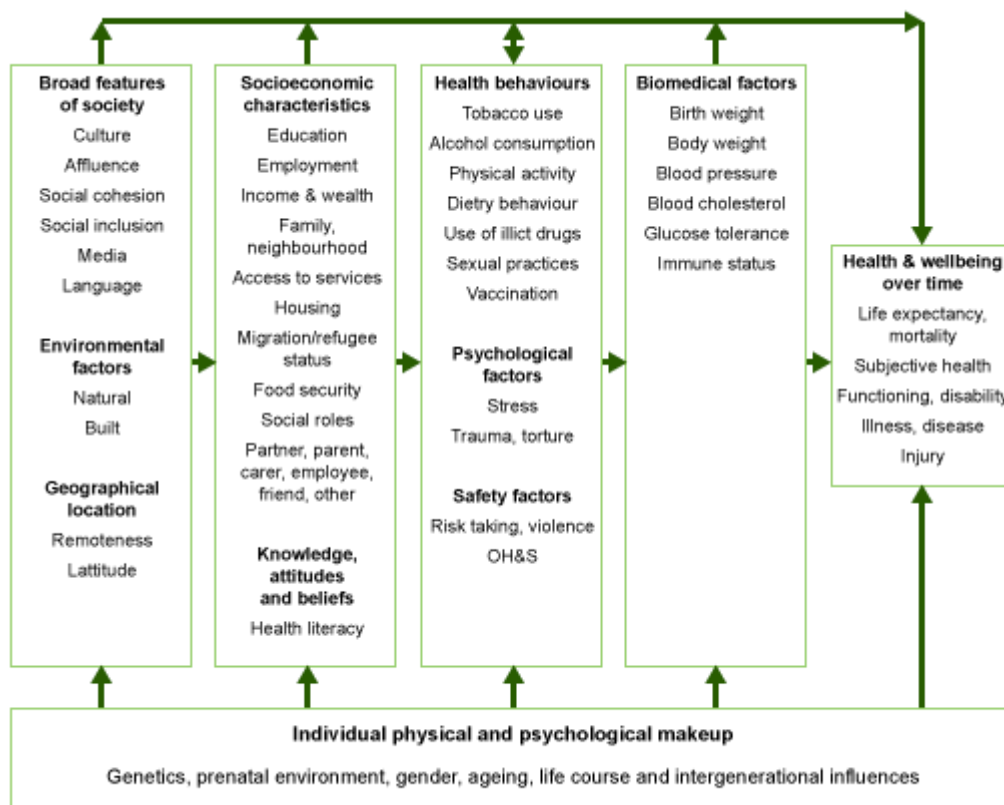 Broad features
of society
Culture
Affluence
Social cohesion
Social inclusion
Media
Language
Environmental
factors
Natural
Built
Geographical
location
Remoteness
Lattitude
Socioeconomic
characteristics
Education
Employment
Income & wealth
Family,
neighbourhood
Access to services
Housing
Migration/refugee
status
Food security
Social roles
Partner, parent,
carer, employee,
friend, other
Knowledge,
attitudes
and beliefs
Health literacy
Health behaviours
Tobacco use
Alcohol consumption
Physical activity
Dietry behaviour
Use of illict drugs
Sexual practices
Vaccination
Psychological
factors
Stress
Trauma, torture
Safety factors
Risk taking, violence
OH&S
Biomedical factors
Birth weight
Body weight
Blood pressure
Blood cholesterol
Glucose tolerance
Immune status
Health & wellbeing
over time
Life expectancy,
mortality
Subjective health
Functioning, disability
Illness, disease
Injury
Individual physical and psychological makeup
Genetics, prenatal environment, gender, ageing, life course and intergenerational influences